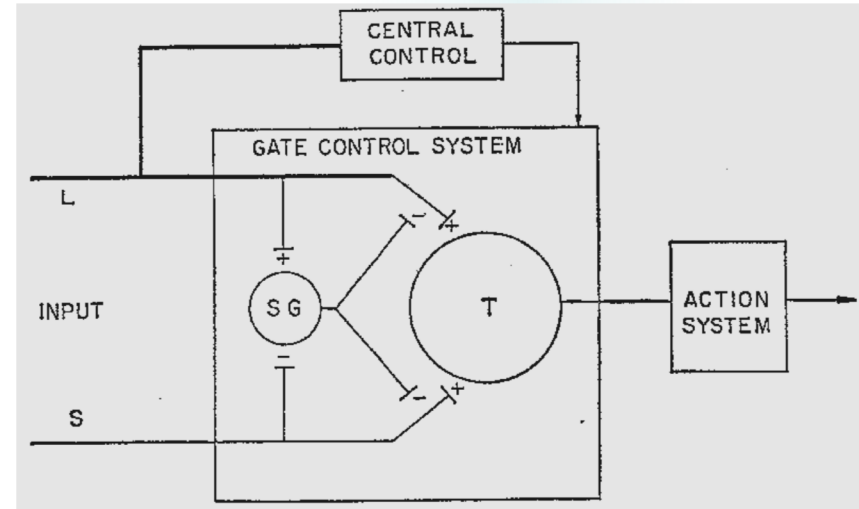 CENTRAL
CONTROL
GATE CONTROL SYSTEM
L
- +
+
INPUT
SG
T
ACTION
SYSTEM
-
- +
S